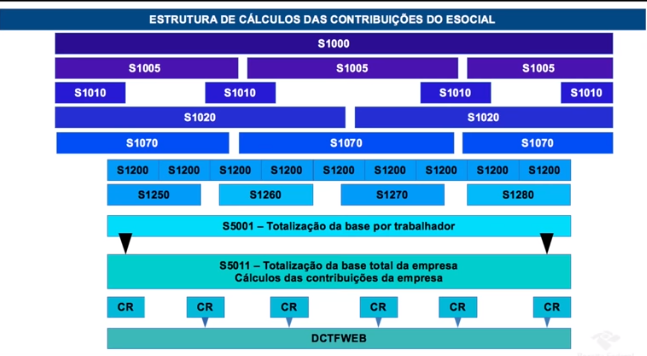 ESTRUTURA DE CÁLCULOS DAS CONTRIBUIÇÕES DO ESOCIAL
S1000
S1005 S1005 S1005
S1010 S1010 S1010 S1010
S1020 S1020
S1070 S1070 S1070
S1200 S1200 S1200 S1200 S1200 S1200 S1200 S1200 S1200
S1250 S1260 S1270 S1280
S5001 – Totalização da base por trabalhador
S5011 – Totalização da base total da empresa
Cálculos das contribuições da empresa
CR CR CR CR CR CR
DCTFWEB